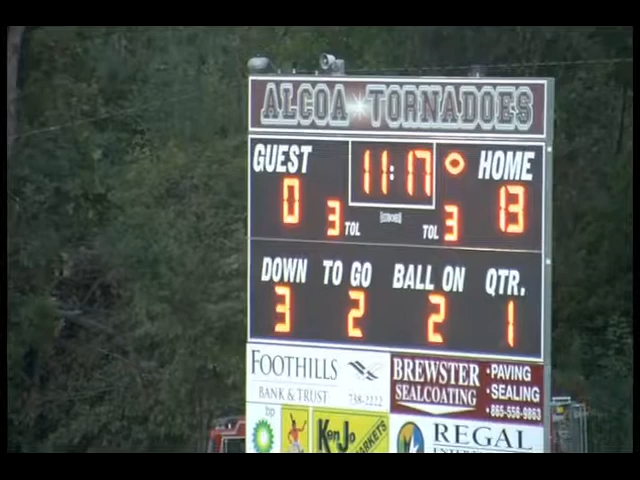 ALCOA TORNADOES
GUEST 11:17 HOME
0 3 TOL TOL 3 13
DOWN TO GO BALL ON QTR.
3 2 2 1
FOOTHILLS
BANK & TRUST 738-2222
BREWSTER
SEALCOATING
• PAVING
• SEALING
• 865-556-9863
bp
KenJo
MARKETS
REGAL